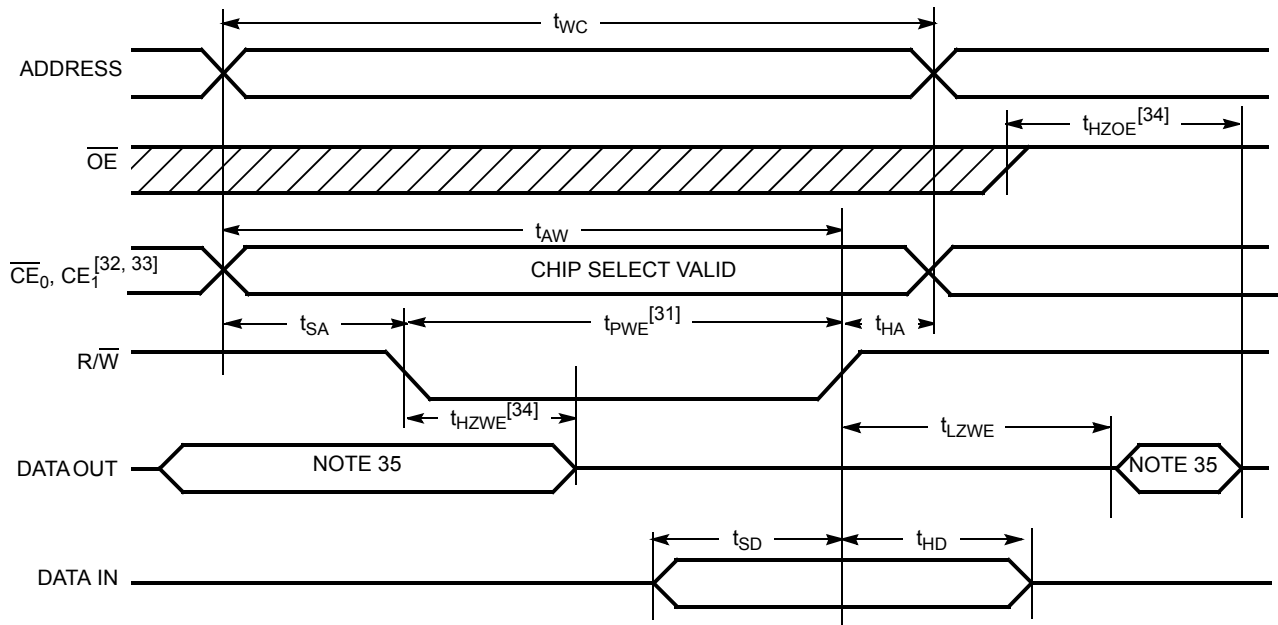 tWC
ADDRESS
tHZOE[34]
OE
tAW
CE0, CE1[32, 33]
CHIP SELECT VALID
tSA
tPWE[31]
tHA
R/W
tHZWE[34]
tLZWE
DATA OUT
NOTE 35
NOTE 35
tSD
tHD
DATA IN